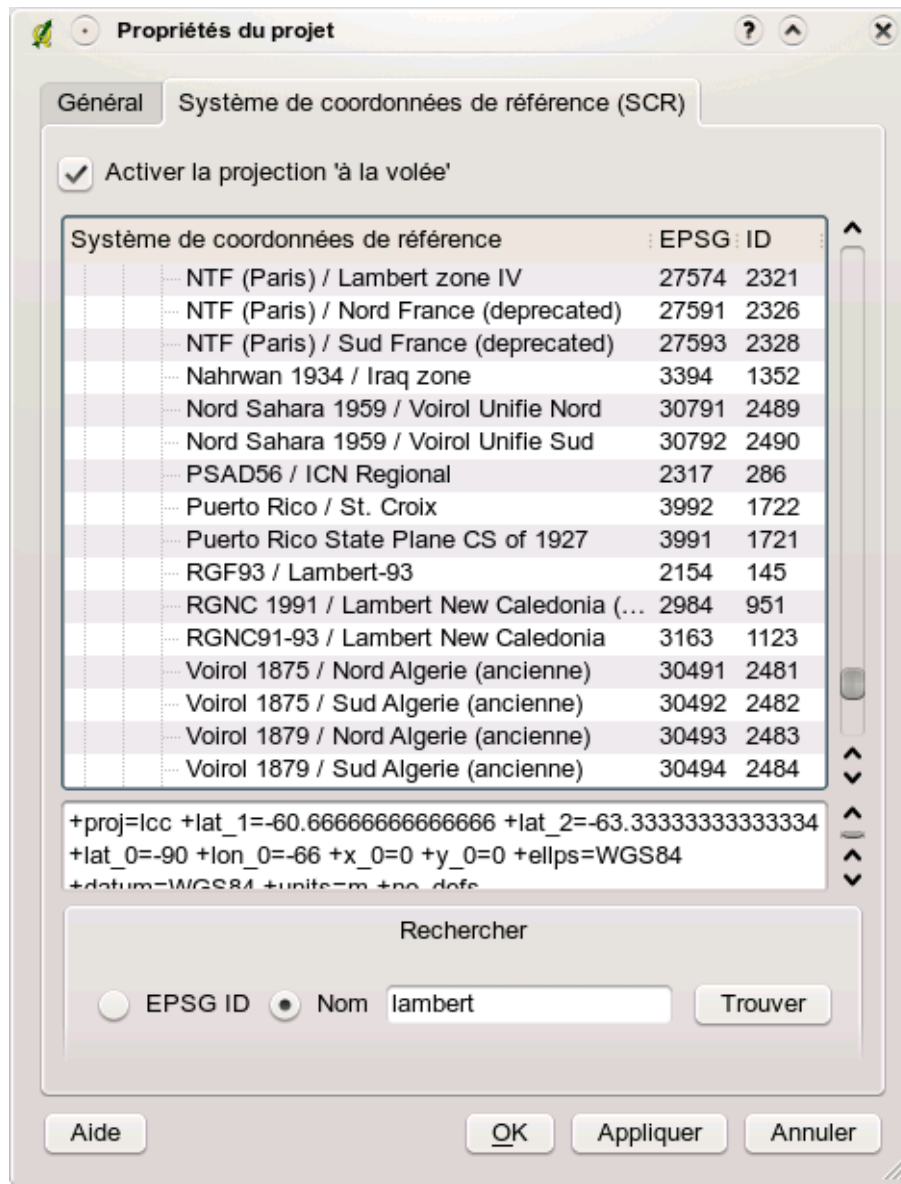 Propriétés du projet
Général Système de coordonnées de référence (SCR)
Activer la projection 'à la volée'
Système de coordonnées de référence EPSG ID
NTF (Paris) / Lambert zone IV 27574 2321
NTF (Paris) / Nord France (deprecated) 27591 2326
NTF (Paris) / Sud France (deprecated) 27593 2328
Nahrwan 1934 / Iraq zone 3394 1352
Nord Sahara 1959 / Voirol Unifie Nord 30791 2489
Nord Sahara 1959 / Voirol Unifie Sud 30792 2490
PSAD56 / ICN Regional 2317 286
Puerto Rico / St. Croix 3992 1722
Puerto Rico State Plane CS of 1927 3991 1721
RGF93 / Lambert-93 2154 145
RGNC 1991 / Lambert New Caledonia (... 2984 951
RGNC91-93 / Lambert New Caledonia 3163 1123
Voirol 1875 / Nord Algerie (ancienne) 30491 2481
Voirol 1875 / Sud Algerie (ancienne) 30492 2482
Voirol 1879 / Nord Algerie (ancienne) 30493 2483
Voirol 1879 / Sud Algerie (ancienne) 30494 2484
+proj=lcc +lat_1=-60.66666666666666 +lat_2=-63.33333333333334
+lat_0=-90 +lon_0=-66 +x_0=0 +y_0=0 +ellps=WGS84
+datum=WGS84 +units=m +no_defs
Rechercher
EPSG ID Nom lambert Trouver
Aide OK Appliquer Annuler